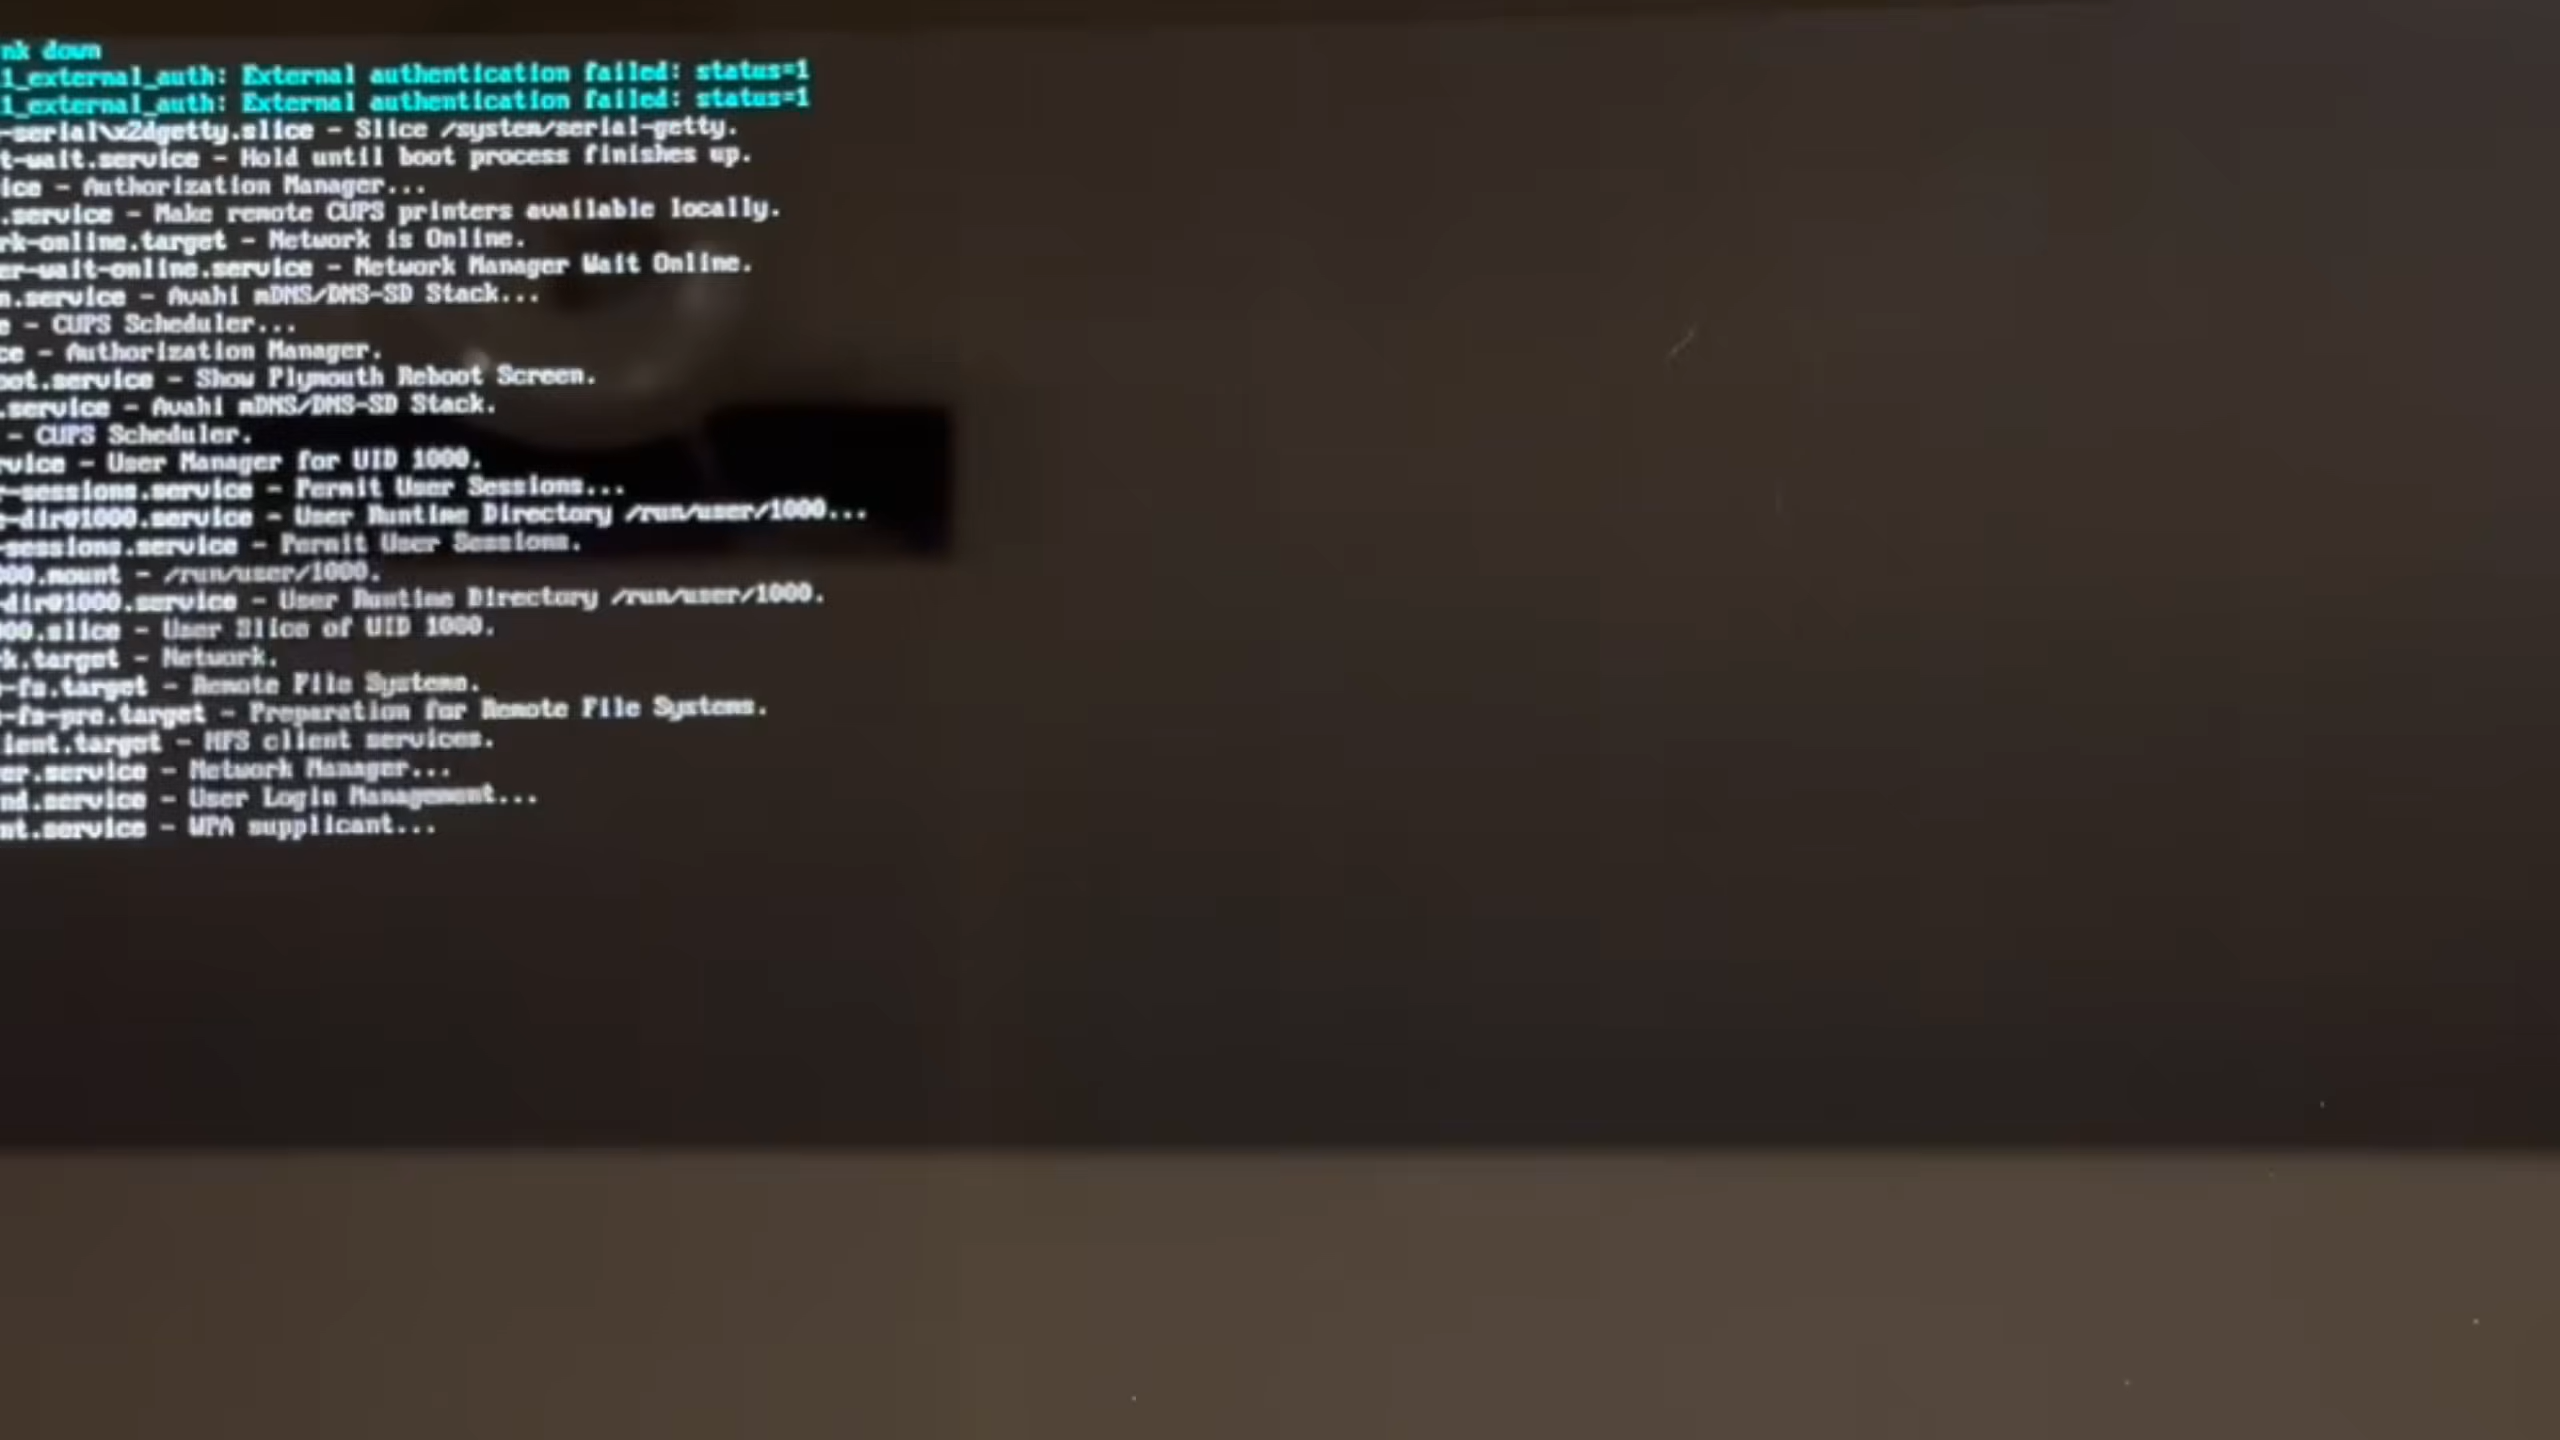 nk down
l_external_auth: External authentication failed: status=1
l_external_auth: External authentication failed: status=1
-serial\x2dgetty.slice - Slice /system/serial-getty.
t-wait.service - Hold until boot process finishes up.
ice - Authorization Manager...
.service - Make remote CUPS printers available locally.
rk-online.target - Network is Online.
er-wait-online.service - Network Manager Wait Online.
n.service - Avahi mDNS/DNS-SD Stack...
e - CUPS Scheduler...
ce - Authorization Manager.
oot.service - Show Plymouth Reboot Screen.
.service - Avahi mDNS/DNS-SD Stack.
- CUPS Scheduler.
rvice - User Manager for UID 1000.
r-sessions.service - Permit User Sessions...
e-dir@1000.service - User Runtime Directory /run/user/1000...
-sessions.service - Permit User Sessions.
000.mount - /run/user/1000.
-dir@1000.service - User Runtime Directory /run/user/1000.
000.slice - User Slice of UID 1000.
k.target - Network.
e-fs.target - Remote File Systems.
e-fs-pre.target - Preparation for Remote File Systems.
ient.target - NFS client services.
er.service - Network Manager...
nd.service - User Login Management...
nt.service - WPA supplicant...